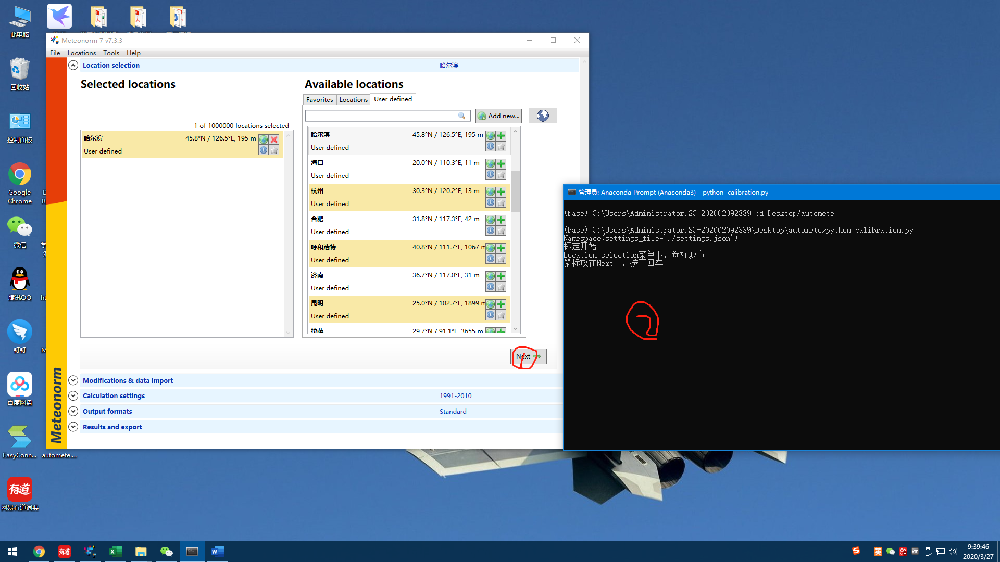 此电脑
回收站
控制面板
Google
Chrome
微信
腾讯QQ
钉钉
百度网盘
EasyConn...
automete....
有道
网易有道词典
Meteonorm 7 v7.3.3
File Locations Tools Help
Location selection 哈尔滨
Selected locations
Available locations
Favorites Locations User defined
Add new...
1 of 1000000 locations selected
哈尔滨 45.8°N / 126.5°E, 195 m
User defined
哈尔滨 45.8°N / 126.5°E, 195 m
User defined
海口 20.0°N / 110.3°E, 11 m
User defined
杭州 30.3°N / 120.2°E, 13 m
User defined
合肥 31.8°N / 117.3°E, 42 m
User defined
呼和浩特 40.8°N / 111.7°E, 1067 m
User defined
济南 36.7°N / 117.0°E, 31 m
User defined
昆明 25.0°N / 102.7°E, 1899 m
User defined
拉萨 29.7°N / 91.1°E, 3655 m
Next
1
Modifications & data import
Calculation settings 1991-2010
Output formats Standard
Results and export
Meteonorm
管理员: Anaconda Prompt (Anaconda3) - python calibration.py
(base) C:\Users\Administrator.SC-202002092339>cd Desktop/automete
(base) C:\Users\Administrator.SC-202002092339\Desktop\automete>python calibration.py
Namespace(settings_file='./settings.json')
标定开始
Location selection菜单下，选好城市
鼠标放在Next上，按下回车
2
有道
英
9:39:46
2020/3/27